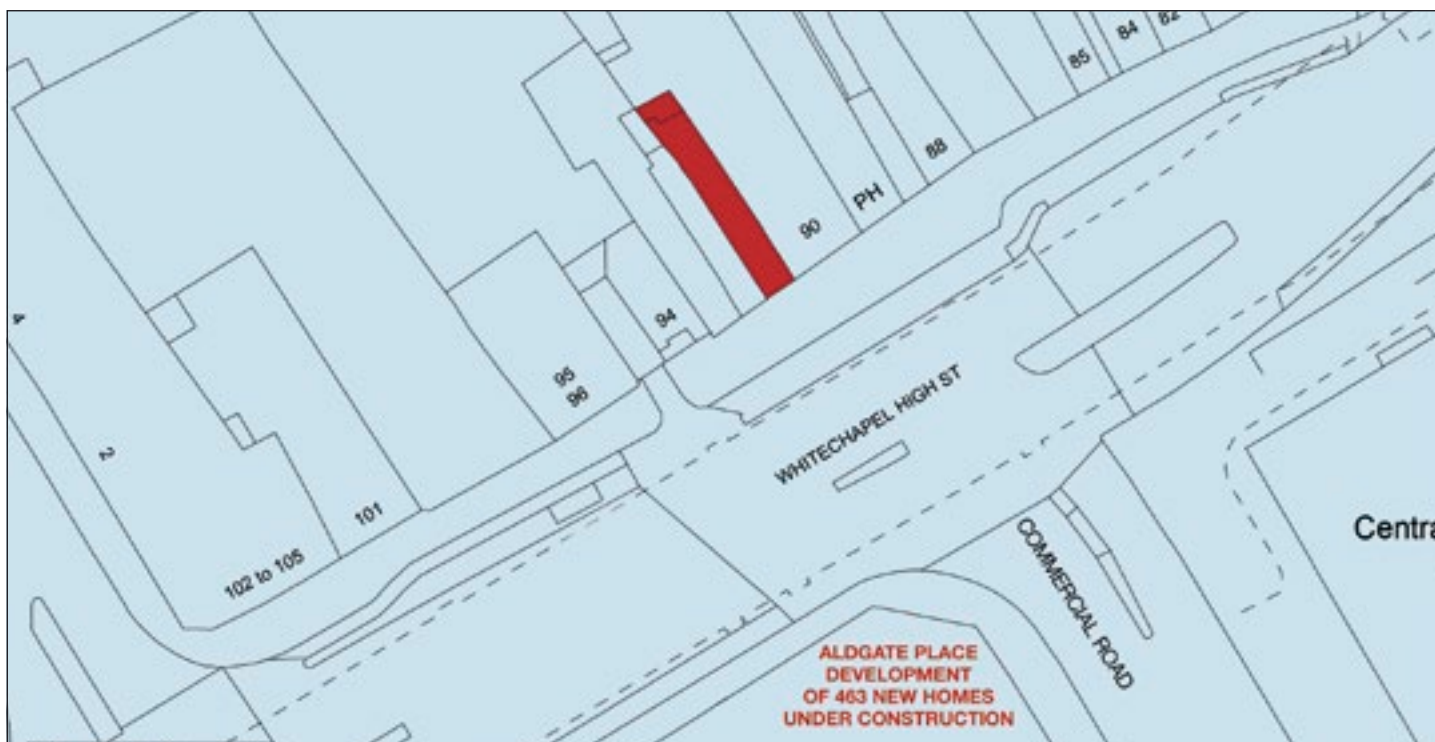 82
84
85
88
PH
90
94
95
96
101
102 to 105
4
2
WHITECHAPEL HIGH ST
COMMERCIAL ROAD
Centra
ALDGATE PLACE
DEVELOPMENT
OF 463 NEW HOMES
UNDER CONSTRUCTION